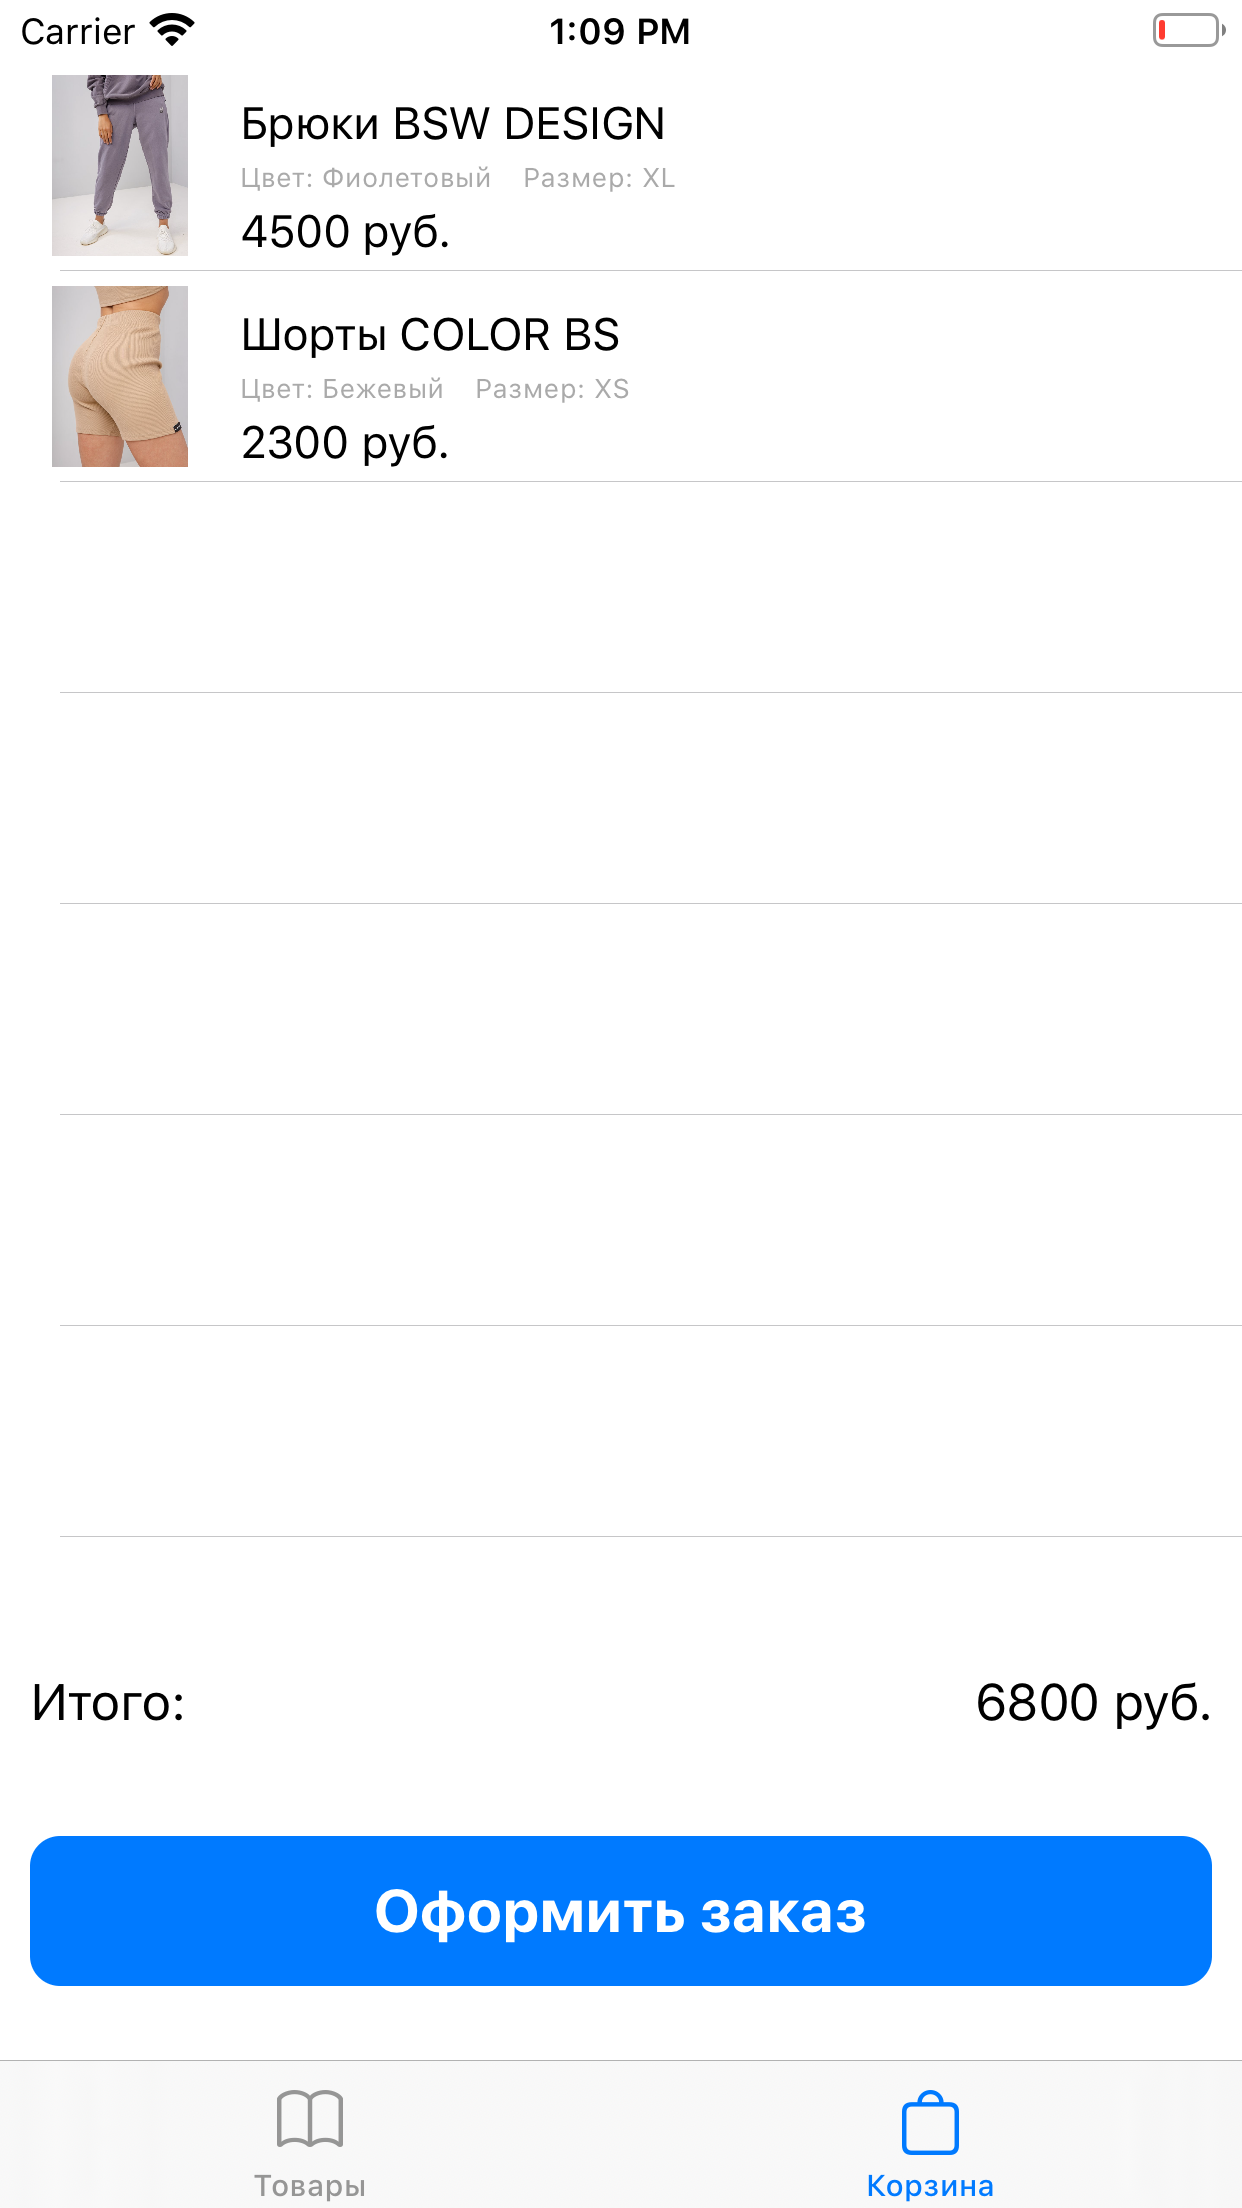 Carrier 1:09 PM
Брюки BSW DESIGN
Цвет: Фиолетовый Размер: XL
4500 руб.
Шорты COLOR BS
Цвет: Бежевый Размер: XS
2300 руб.
Итого: 6800 руб.
Оформить заказ
Товары Корзина